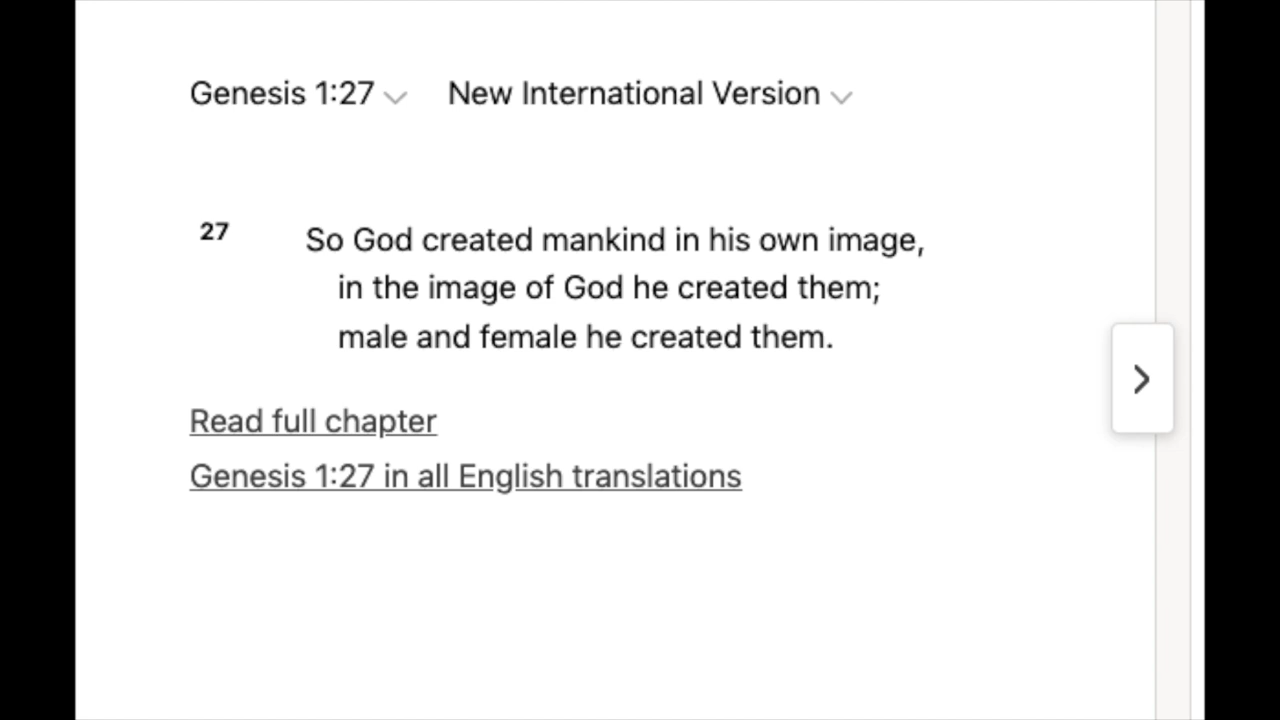 Genesis 1:27 New International Version
27 So God created mankind in his own image,
in the image of God he created them;
male and female he created them.
Read full chapter
Genesis 1:27 in all English translations